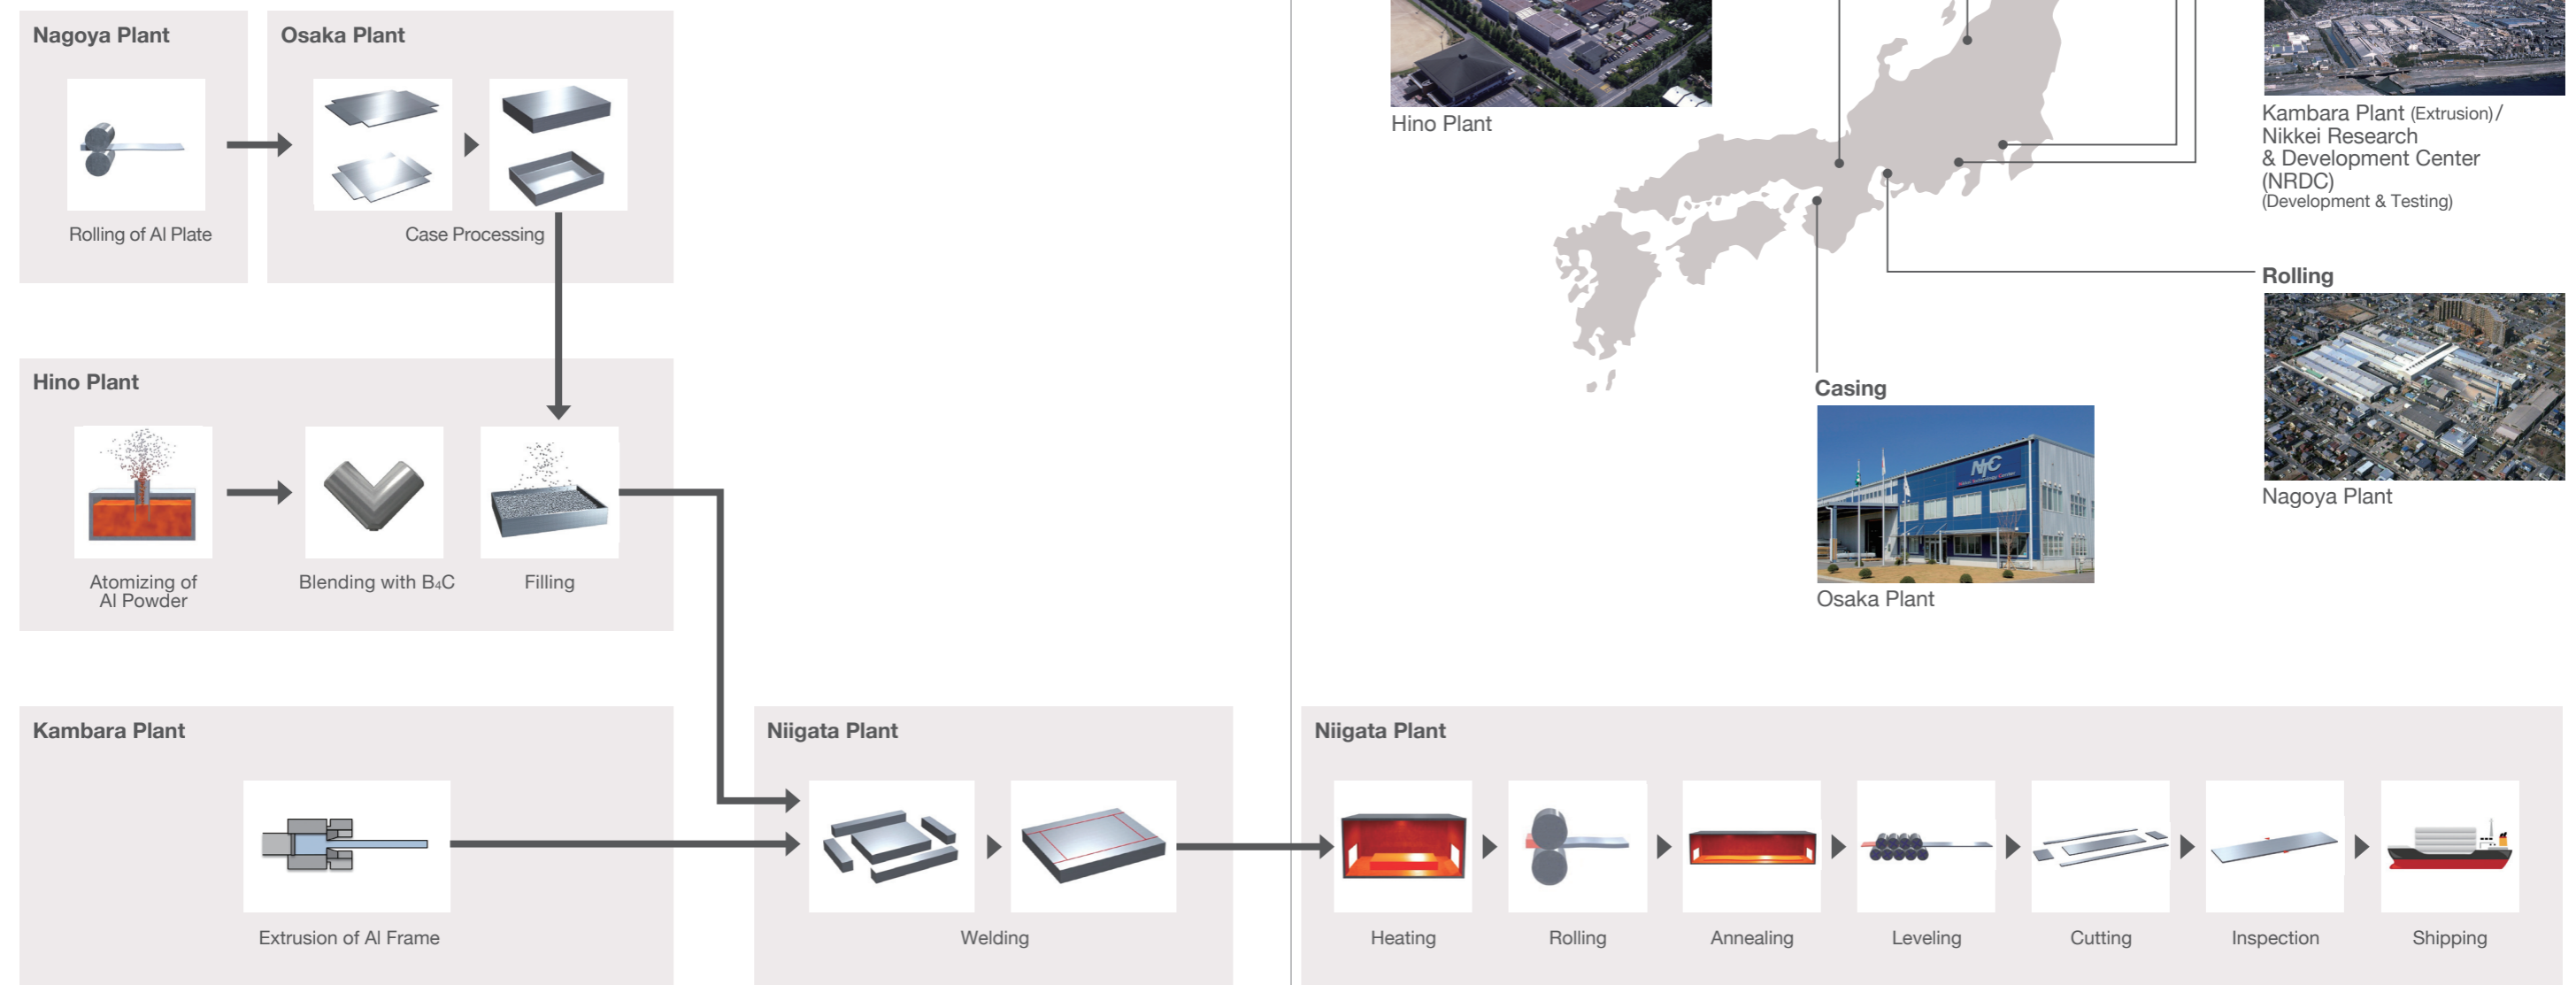 Nagoya Plant
Rolling of Al Plate
Osaka Plant
Case Processing
Hino Plant
Atomizing of
Al Powder
Blending with B₄C
Filling
Kambara Plant
Extrusion of Al Frame
Niigata Plant
Welding
Hino Plant
Kambara Plant (Extrusion)/
Nikkei Research
& Development Center
(NRDC)
(Development & Testing)
Rolling
Nagoya Plant
Casing
NTC
Osaka Plant
Niigata Plant
Heating
Rolling
Annealing
Leveling
Cutting
Inspection
Shipping